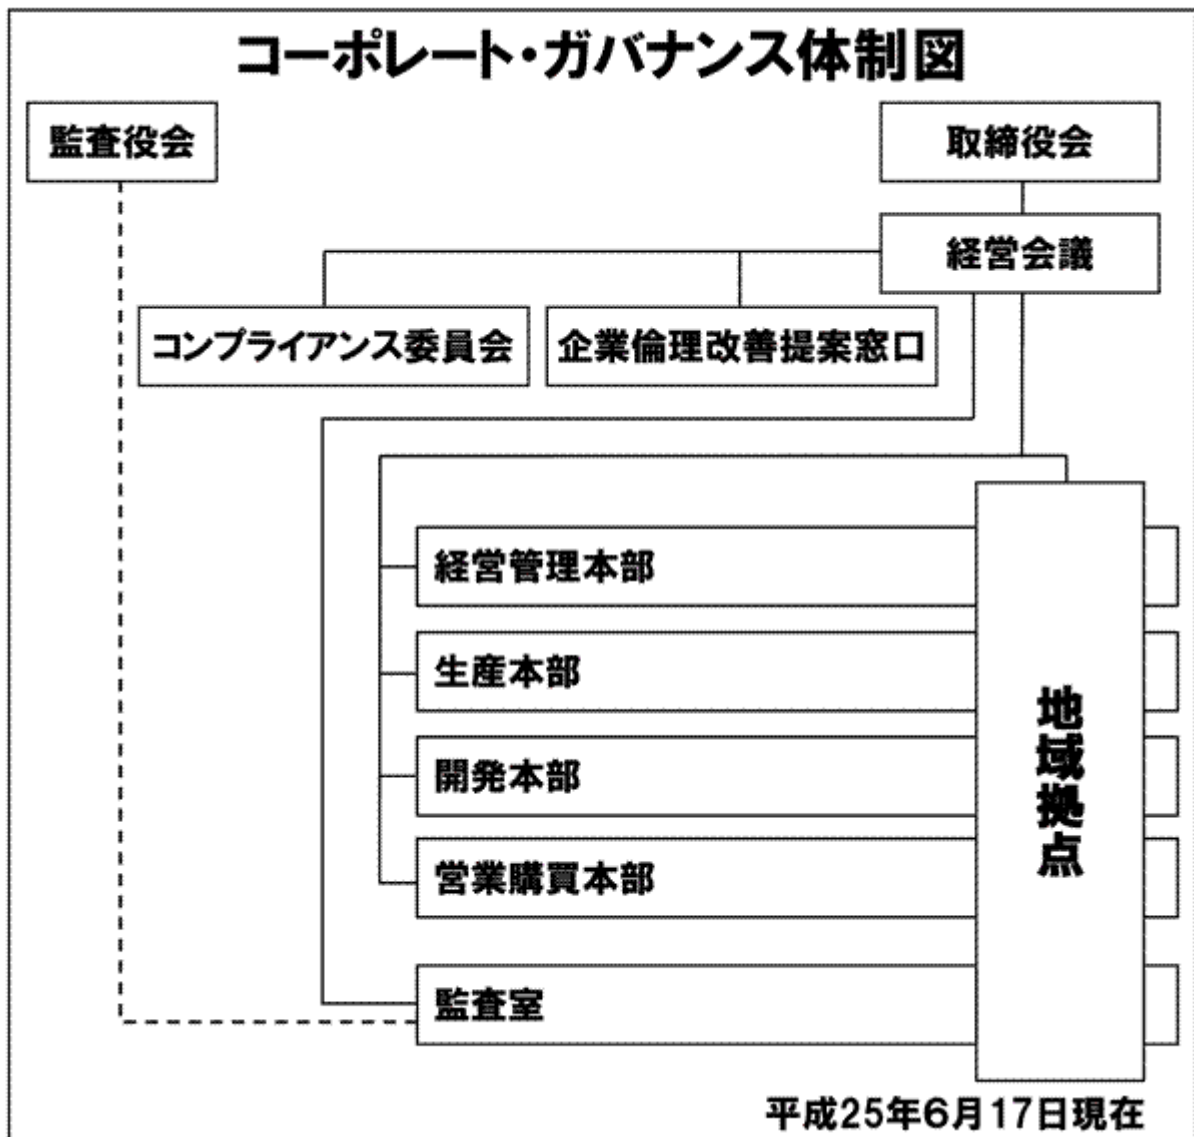 コーポレート・ガバナンス体制図
監査役会
取締役会
経営会議
コンプライアンス委員会
企業倫理改善提案窓口
経営管理本部
生産本部
開発本部
営業購買本部
監査室
地域拠点
平成25年6月17日現在